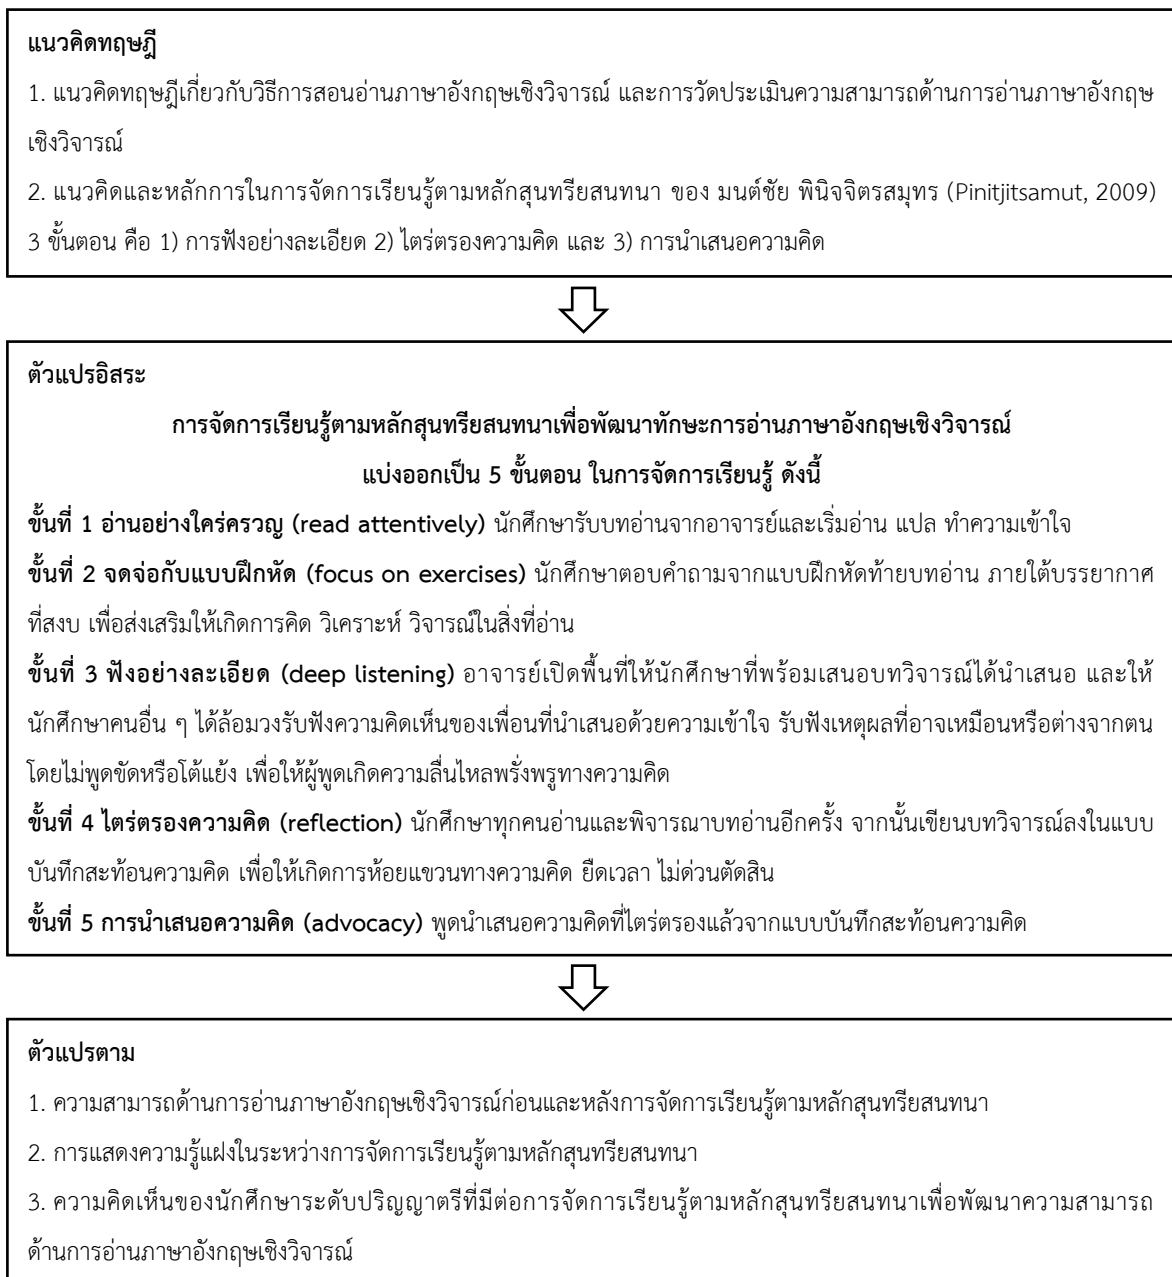 แนวคิดทฤษฎี
1. แนวคิดทฤษฎีเกี่ยวกับวิธีการสอนอ่านภาษาอังกฤษเชิงวิจารณ์ และการวัดประเมินความสามารถด้านการอ่านภาษาอังกฤษ
เชิงวิจารณ์
2. แนวคิดและหลักการในการจัดการเรียนรู้ตามหลักสุนทรียสนทนา ของ มนต์ชัย พินิจจิตรสมุทร (Pinitjitsamut, 2009)
3 ขั้นตอน คือ 1) การฟังอย่างละเอียด 2) ไตร่ตรองความคิด และ 3) การนำเสนอความคิด
ตัวแปรอิสระ
การจัดการเรียนรู้ตามหลักสุนทรียสนทนาเพื่อพัฒนาทักษะการอ่านภาษาอังกฤษเชิงวิจารณ์
แบ่งออกเป็น 5 ขั้นตอน ในการจัดการเรียนรู้ ดังนี้
ขั้นที่ 1 อ่านอย่างใคร่ครวญ (read attentively) นักศึกษารับบทอ่านจากอาจารย์และเริ่มอ่าน แปล ทำความเข้าใจ
ขั้นที่ 2 จดจ่อกับแบบฝึกหัด (focus on exercises) นักศึกษาตอบคำถามจากแบบฝึกหัดท้ายบทอ่าน ภายใต้บรรยากาศ
ที่สงบ เพื่อส่งเสริมให้เกิดการคิด วิเคราะห์ วิจารณ์ในสิ่งที่อ่าน
ขั้นที่ 3 ฟังอย่างละเอียด (deep listening) อาจารย์เปิดพื้นที่ให้นักศึกษาที่พร้อมเสนอบทวิจารณ์ได้นำเสนอ และให้
นักศึกษาคนอื่น ๆ ได้ล้อมวงรับฟังความคิดเห็นของเพื่อนที่นำเสนอด้วยความเข้าใจ รับฟังเหตุผลที่อาจเหมือนหรือต่างจากตน
โดยไม่พูดขัดหรือโต้แย้ง เพื่อให้ผู้พูดเกิดความลื่นไหลพรั่งพรูทางความคิด
ขั้นที่ 4 ไตร่ตรองความคิด (reflection) นักศึกษาทุกคนอ่านและพิจารณาบทอ่านอีกครั้ง จากนั้นเขียนบทวิจารณ์ลงในแบบ
บันทึกสะท้อนความคิด เพื่อให้เกิดการห้อยแขวนทางความคิด ยืดเวลา ไม่ด่วนตัดสิน
ขั้นที่ 5 การนำเสนอความคิด (advocacy) พูดนำเสนอความคิดที่ไตร่ตรองแล้วจากแบบบันทึกสะท้อนความคิด
ตัวแปรตาม
1. ความสามารถด้านการอ่านภาษาอังกฤษเชิงวิจารณ์ก่อนและหลังการจัดการเรียนรู้ตามหลักสุนทรียสนทนา
2. การแสดงความรู้แฝงในระหว่างการจัดการเรียนรู้ตามหลักสุนทรียสนทนา
3. ความคิดเห็นของนักศึกษาระดับปริญญาตรีที่มีต่อการจัดการเรียนรู้ตามหลักสุนทรียสนทนาเพื่อพัฒนาความสามารถ
ด้านการอ่านภาษาอังกฤษเชิงวิจารณ์